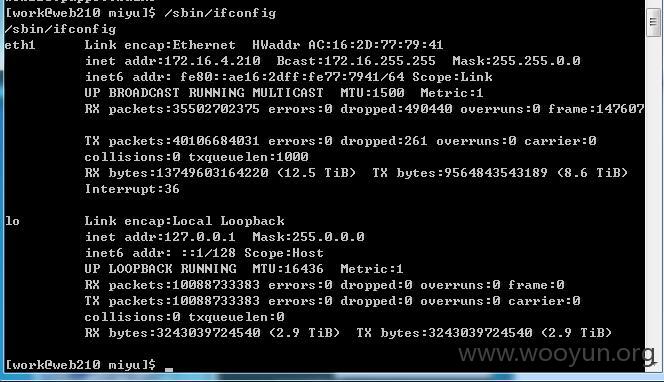 [work@web210 miyu]$ /sbin/ifconfig
/sbin/ifconfig
eth1 Link encap:Ethernet HWaddr AC:16:2D:77:79:41
inet addr:172.16.4.210 Bcast:172.16.255.255 Mask:255.255.0.0
inet6 addr: fe80::ae16:2dff:fe77:7941/64 Scope:Link
UP BROADCAST RUNNING MULTICAST MTU:1500 Metric:1
RX packets:35502702375 errors:0 dropped:490440 overruns:0 frame:147607
TX packets:40106684031 errors:0 dropped:261 overruns:0 carrier:0
collisions:0 txqueuelen:1000
RX bytes:13749603164220 (12.5 TiB) TX bytes:9564843543189 (8.6 TiB)
Interrupt:36
lo Link encap:Local Loopback
inet addr:127.0.0.1 Mask:255.0.0.0
inet6 addr: ::1/128 Scope:Host
UP LOOPBACK RUNNING MTU:16436 Metric:1
RX packets:10088733383 errors:0 dropped:0 overruns:0 frame:0
TX packets:10088733383 errors:0 dropped:0 overruns:0 carrier:0
collisions:0 txqueuelen:0
RX bytes:3243039724540 (2.9 TiB) TX bytes:3243039724540 (2.9 TiB)
[work@web210 miyu]$
www.wooyun.org